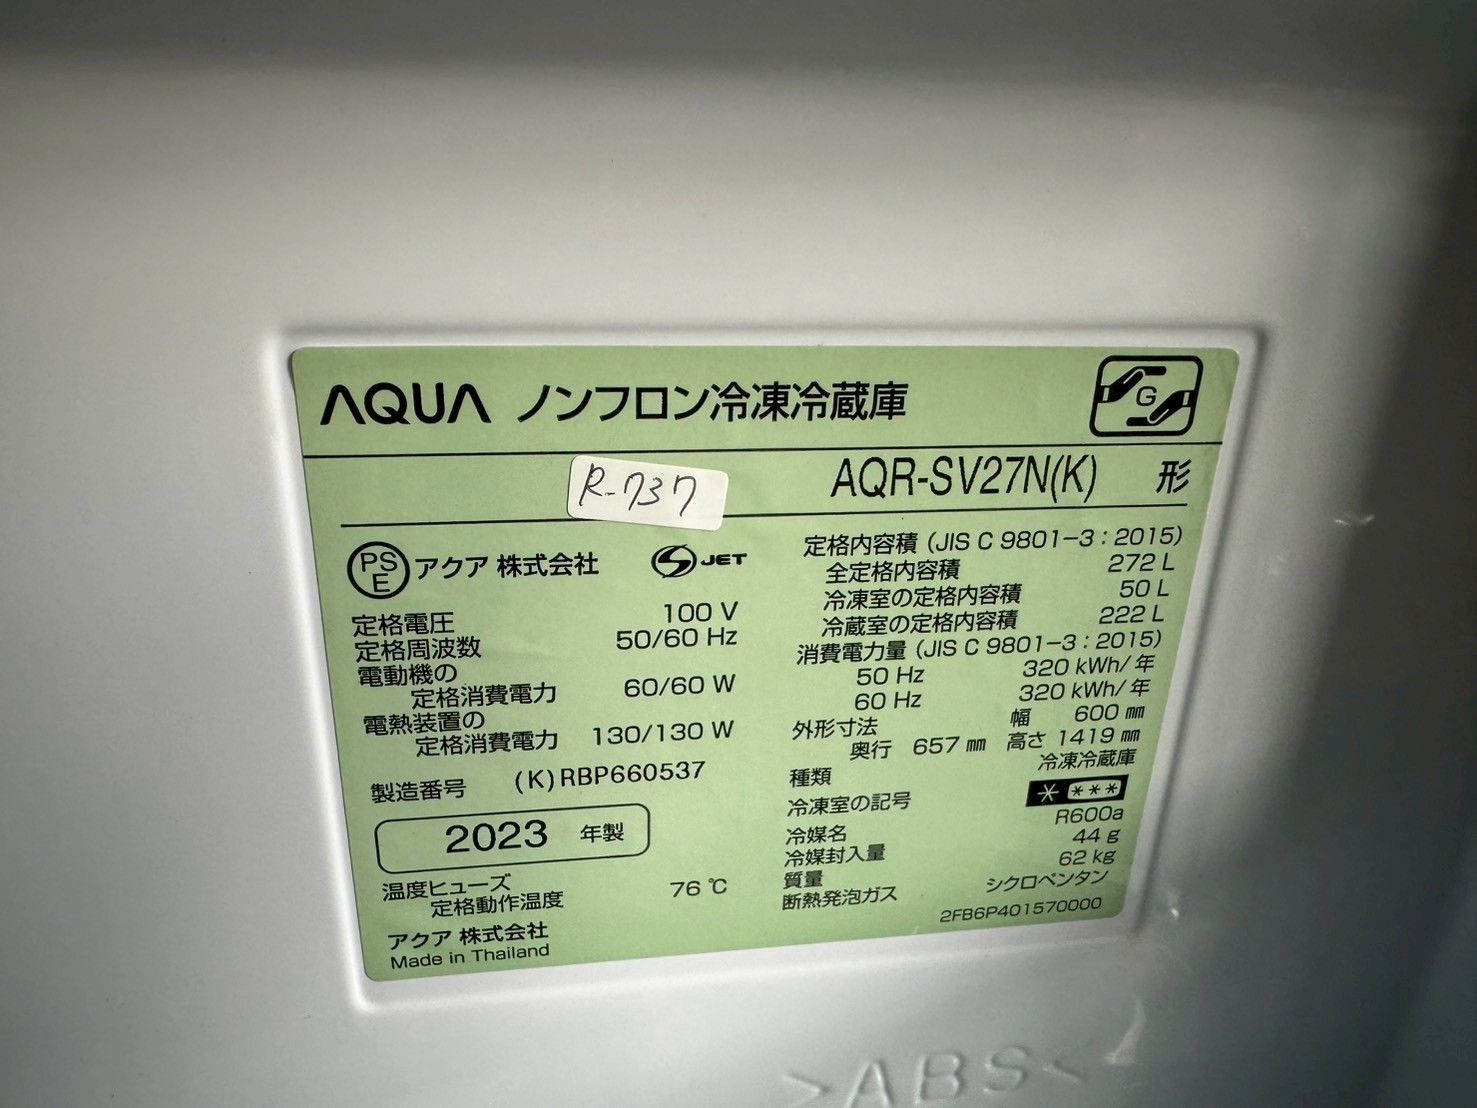 AQUA ノンフロン冷凍冷蔵庫
G
R-737
AQR-SV27N(K) 形
PS E アクア 株式会社 S JET
定格電圧 100 V
定格周波数 50/60 Hz
電動機の
定格消費電力 60/60 W
電熱装置の
定格消費電力 130/130 W
製造番号 (K)RBP660537
2023 年製
温度ヒューズ
定格動作温度 76 ℃
アクア 株式会社
Made in Thailand
定格内容積 (JIS C 9801-3:2015)
全定格内容積 272 L
冷凍室の定格内容積 50 L
冷蔵室の定格内容積 222 L
消費電力量 (JIS C 9801-3:2015)
50 Hz 320 kWh/年
60 Hz 320 kWh/年
外形寸法 幅 600 ㎜
奥行 657 ㎜ 高さ 1419 ㎜
種類 冷凍冷蔵庫
冷凍室の記号 * ***
冷媒名 R600a
冷媒封入量 44 g
質量 62 kg
断熱発泡ガス シクロペンタン
2FB6P401570000
>ABS<